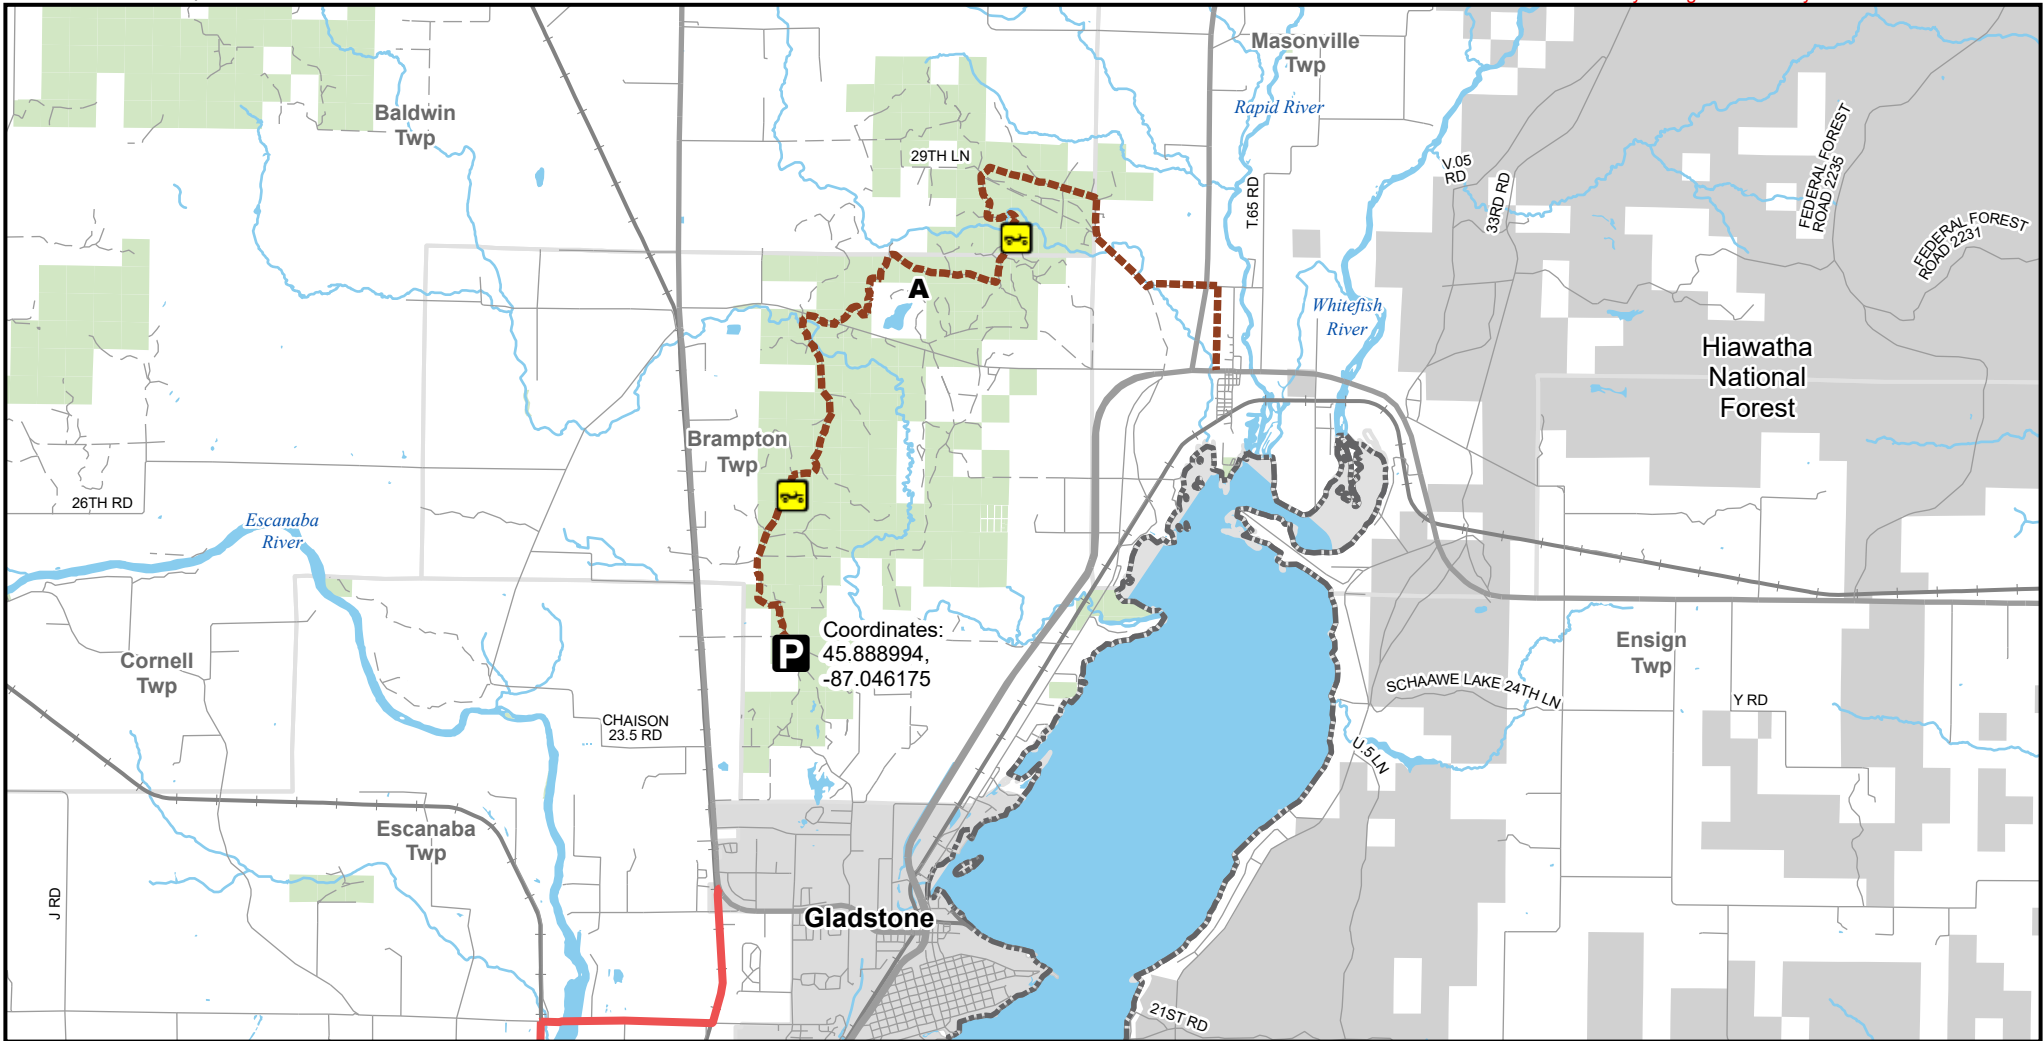 Masonville
Twp
Baldwin
Twp
Rapid River
29TH LN
V.05
RD
33RD RD
T.65 RD
FEDERAL FOREST
ROAD 2235
FEDERAL FOREST
ROAD 2231
A
Whitefish
River
Hiawatha
National
Forest
Brampton
Twp
26TH RD
Escanaba
River
P
Coordinates:
45.888994,
-87.046175
Cornell
Twp
Ensign
Twp
SCHAAWE LAKE 24TH LN
Y RD
CHAISON
23.5 RD
U.5 LN
Escanaba
Twp
J RD
Gladstone
21ST RD